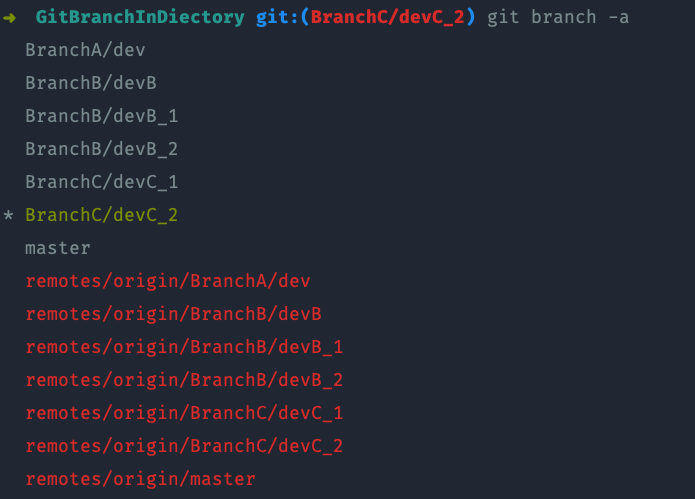 ➜ GitBranchInDiectory git:(BranchC/devC_2) git branch -a
BranchA/dev
BranchB/devB
BranchB/devB_1
BranchB/devB_2
BranchC/devC_1
* BranchC/devC_2
master
remotes/origin/BranchA/dev
remotes/origin/BranchB/devB
remotes/origin/BranchB/devB_1
remotes/origin/BranchB/devB_2
remotes/origin/BranchC/devC_1
remotes/origin/BranchC/devC_2
remotes/origin/master